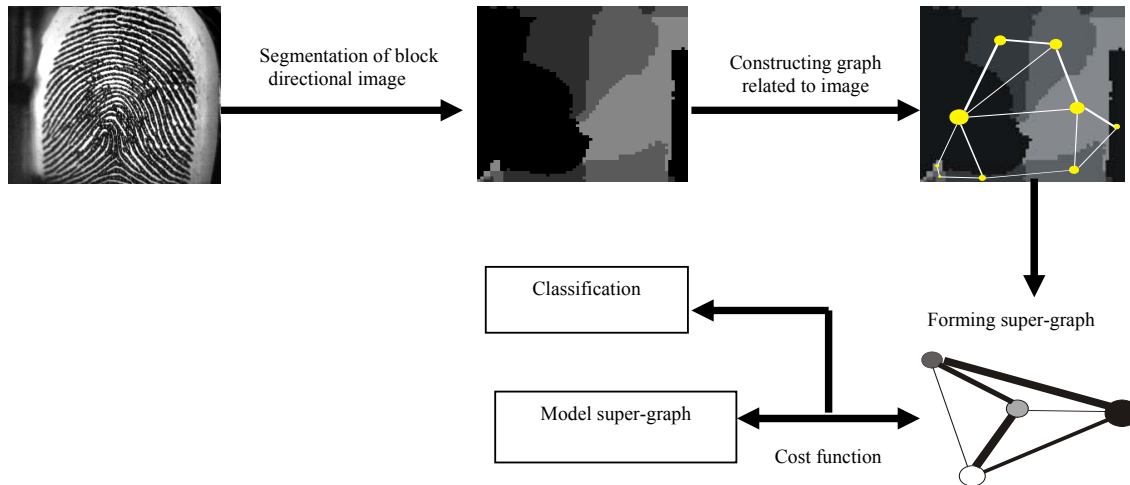 Segmentation of block
directional image
Constructing graph
related to image
Forming super-graph
Classification
Model super-graph
Cost function